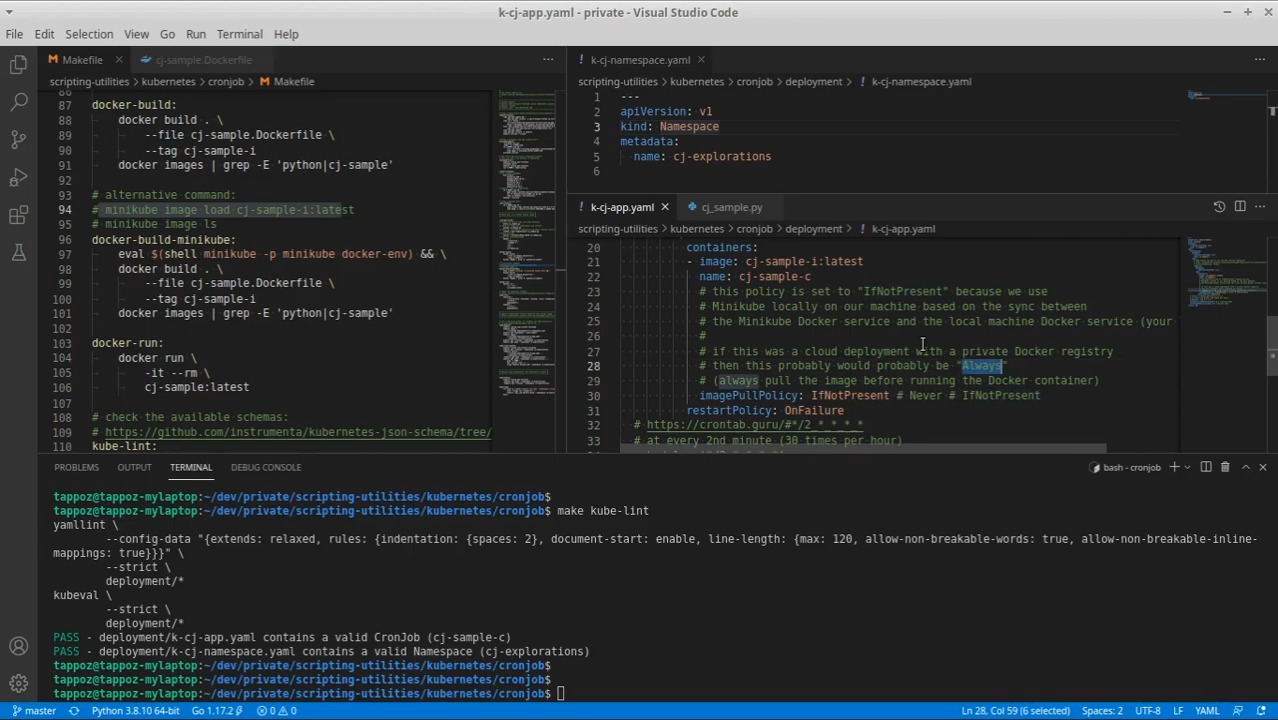 k-cj-app.yaml - private - Visual Studio Code
File Edit Selection View Go Run Terminal Help
Makefile
cj-sample.Dockerfile
scripting-utilities > kubernetes > cronjob > Makefile
86
87 docker-build:
88 docker build . \
89 --file cj-sample.Dockerfile \
90 --tag cj-sample-i
91 docker images | grep -E 'python|cj-sample'
92
93 # alternative command:
94 # minikube image load cj-sample-i:latest
95 # minikube image ls
96 docker-build-minikube:
97 eval $(shell minikube -p minikube docker-env) && \
98 docker build . \
99 --file cj-sample.Dockerfile \
100 --tag cj-sample-i
101 docker images | grep -E 'python|cj-sample'
102
103 docker-run:
104 docker run \
105 -it --rm \
106 cj-sample:latest
107
108 # check the available schemas:
109 # https://github.com/instrumenta/kubernetes-json-schema/tree/
110 kube-lint:
k-cj-namespace.yaml
scripting-utilities > kubernetes > cronjob > deployment > k-cj-namespace.yaml
1 ---
2 apiVersion: v1
3 kind: Namespace
4 metadata:
5 name: cj-explorations
6
k-cj-app.yaml
cj_sample.py
scripting-utilities > kubernetes > cronjob > deployment > k-cj-app.yaml
20 containers:
21 - image: cj-sample-i:latest
22 name: cj-sample-c
23 # this policy is set to "IfNotPresent" because we use
24 # Minikube locally on our machine based on the sync between
25 # the Minikube Docker service and the local machine Docker service (your
26 #
27 # if this was a cloud deployment with a private Docker registry
28 # then this probably would probably be "Always"
29 # (always pull the image before running the Docker container)
30 imagePullPolicy: IfNotPresent # Never # IfNotPresent
31 restartPolicy: OnFailure
32 # https://crontab.guru/#*/2_*_*_*_*
33 # at every 2nd minute (30 times per hour)
PROBLEMS OUTPUT TERMINAL DEBUG CONSOLE
bash - cronjob
tappoz@tappoz-mylaptop:~/dev/private/scripting-utilities/kubernetes/cronjob$
tappoz@tappoz-mylaptop:~/dev/private/scripting-utilities/kubernetes/cronjob$ make kube-lint
yamllint \
--config-data "{extends: relaxed, rules: {indentation: {spaces: 2}, document-start: enable, line-length: {max: 120, allow-non-breakable-words: true, allow-non-breakable-inline-
mappings: true}}}" \
--strict \
deployment/*
kubeval \
--strict \
deployment/*
PASS - deployment/k-cj-app.yaml contains a valid CronJob (cj-sample-c)
PASS - deployment/k-cj-namespace.yaml contains a valid Namespace (cj-explorations)
tappoz@tappoz-mylaptop:~/dev/private/scripting-utilities/kubernetes/cronjob$
tappoz@tappoz-mylaptop:~/dev/private/scripting-utilities/kubernetes/cronjob$
tappoz@tappoz-mylaptop:~/dev/private/scripting-utilities/kubernetes/cronjob$
master Python 3.8.10 64-bit Go 1.17.2 0 0 Ln 28, Col 59 (6 selected) Spaces: 2 UTF-8 LF YAML